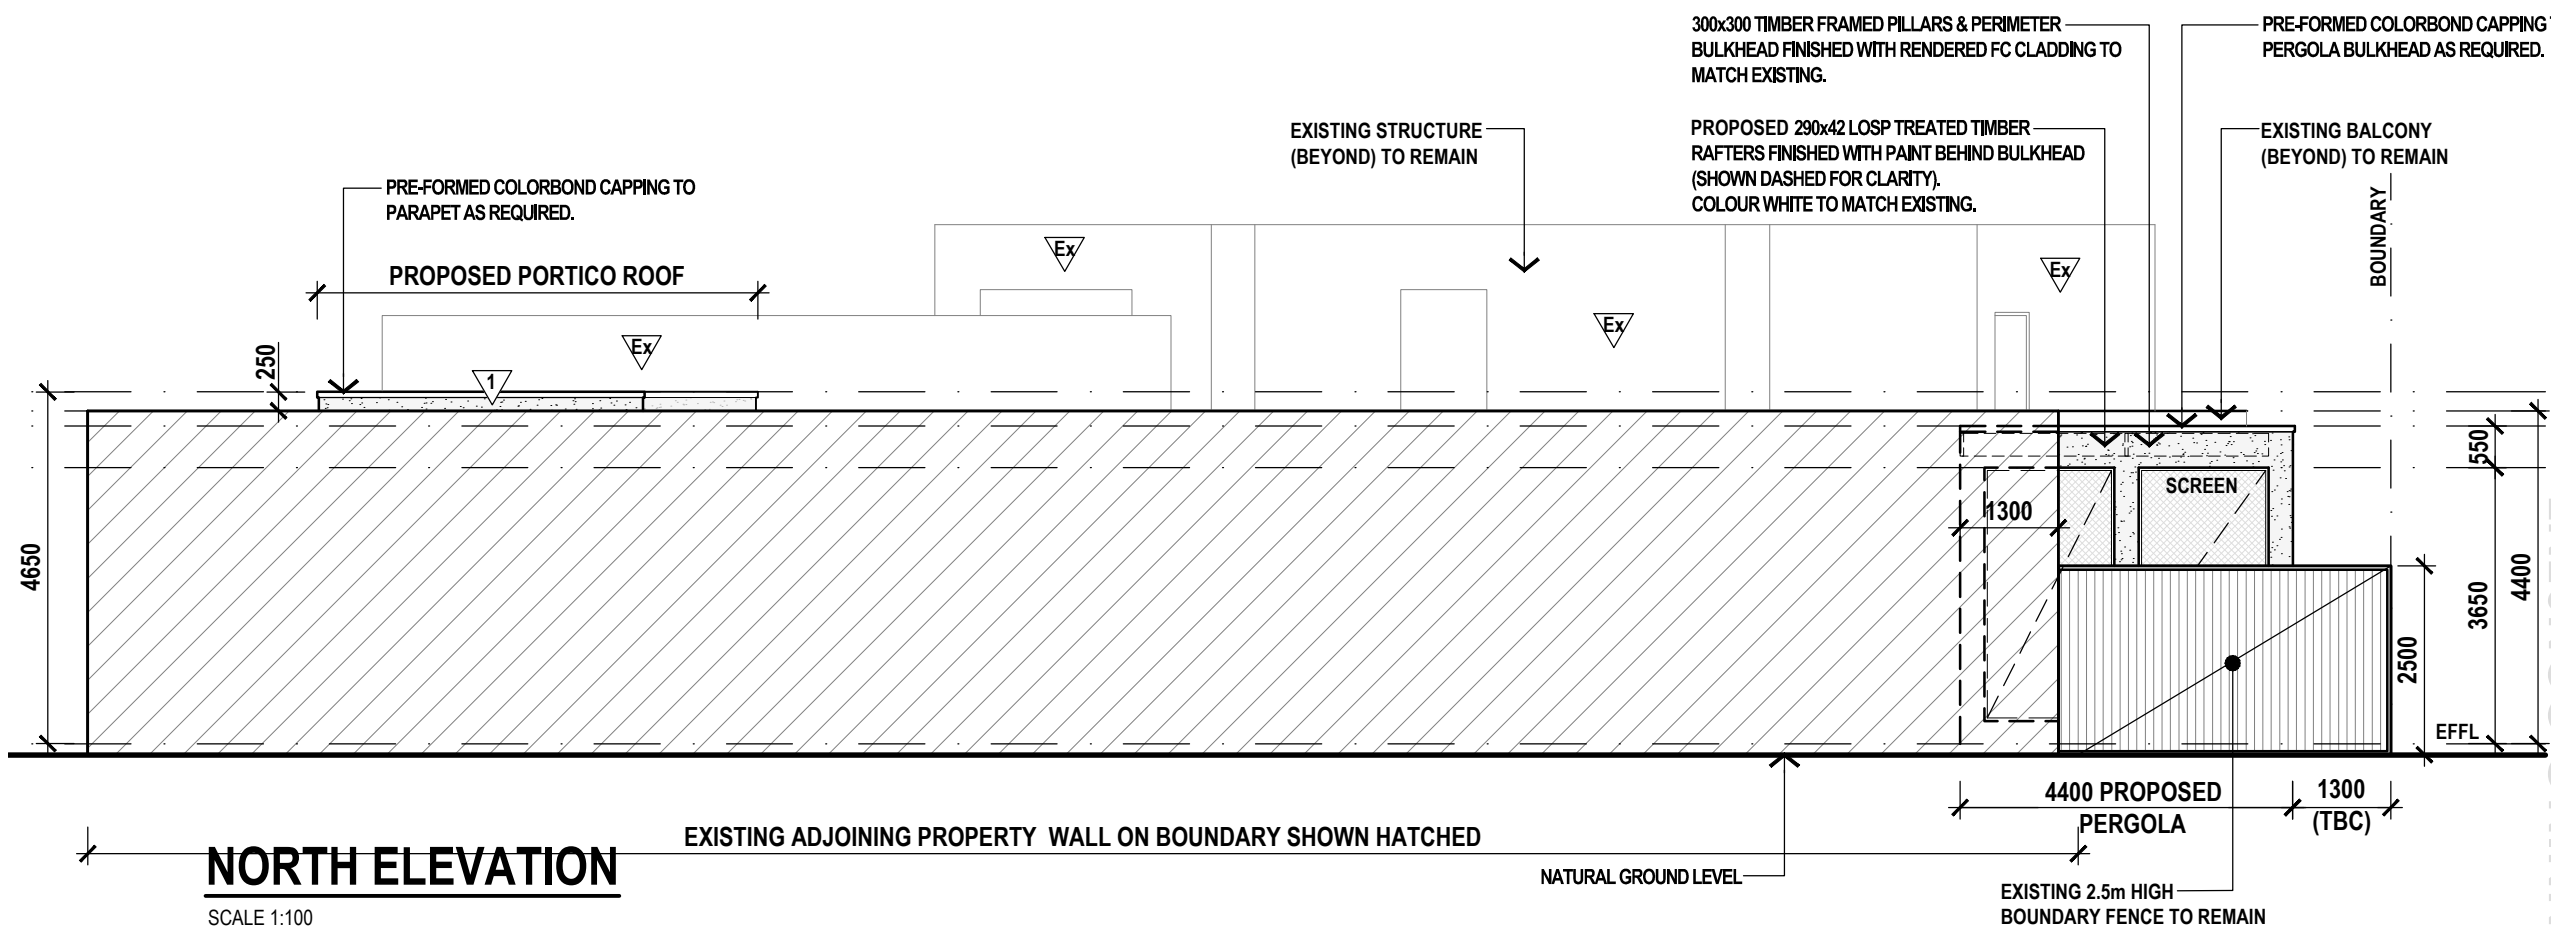 300x300 TIMBER FRAMED PILLARS & PERIMETER
BULKHEAD FINISHED WITH RENDERED FC CLADDING TO
MATCH EXISTING.
PRE-FORMED COLORBOND CAPPING
PERGOLA BULKHEAD AS REQUIRED.
EXISTING STRUCTURE
(BEYOND) TO REMAIN
PROPOSED 290x42 LOSP TREATED TIMBER
RAFTERS FINISHED WITH PAINT BEHIND BULKHEAD
(SHOWN DASHED FOR CLARITY).
COLOUR WHITE TO MATCH EXISTING.
EXISTING BALCONY
(BEYOND) TO REMAIN
PRE-FORMED COLORBOND CAPPING TO
PARAPET AS REQUIRED.
BOUNDARY
PROPOSED PORTICO ROOF
Ex
Ex
Ex
Ex
250
1
550
SCREEN
1300
4650
4400
3650
2500
EFFL
4400 PROPOSED
PERGOLA
1300
(TBC)
EXISTING ADJOINING PROPERTY WALL ON BOUNDARY SHOWN HATCHED
NORTH ELEVATION
SCALE 1:100
NATURAL GROUND LEVEL
EXISTING 2.5m HIGH
BOUNDARY FENCE TO REMAIN